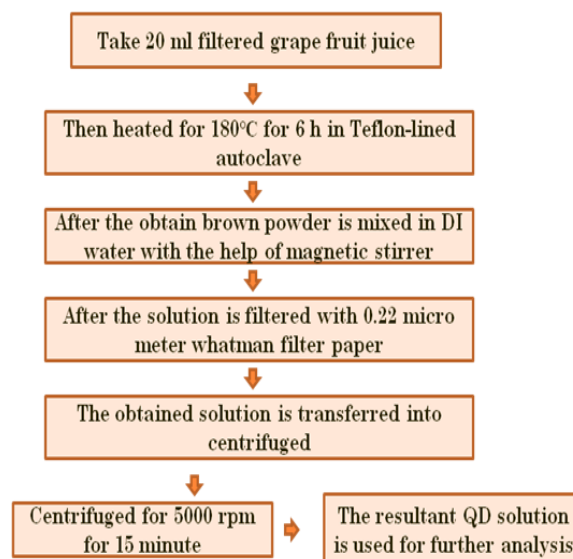 Take 20 ml filtered grape fruit juice
Then heated for 180°C for 6 h in Teflon-lined
autoclave
After the obtain brown powder is mixed in DI
water with the help of magnetic stirrer
After the solution is filtered with 0.22 micro
meter whatman filter paper
The obtained solution is transferred into
centrifuged
Centrifuged for 5000 rpm
for 15 minute
The resultant QD solution
is used for further analysis